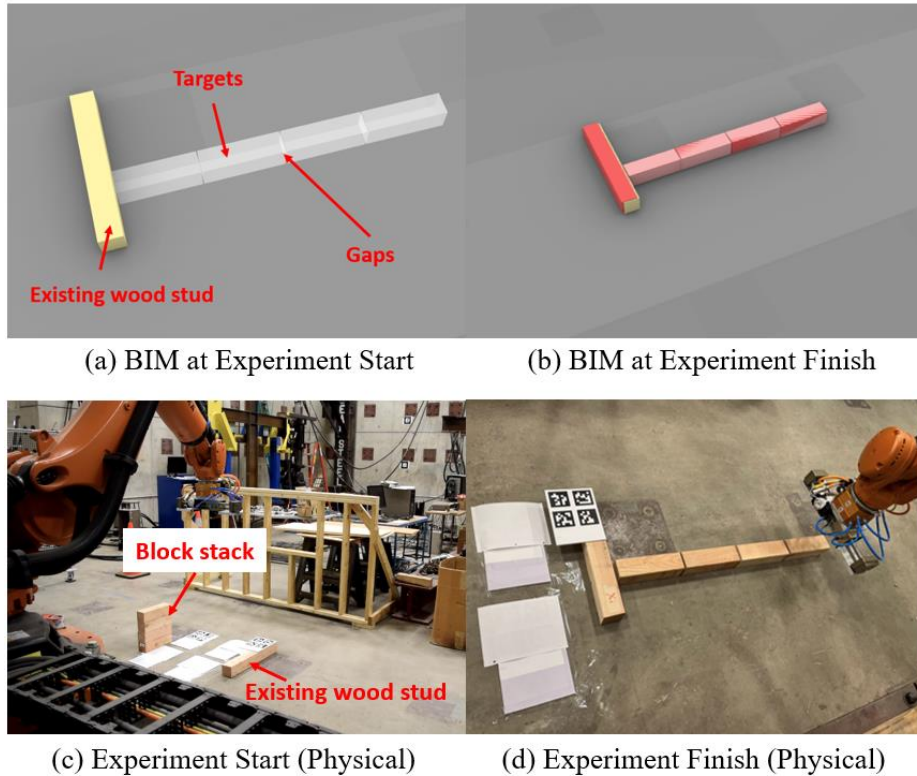 Targets
Gaps
Existing wood stud
(a) BIM at Experiment Start
(b) BIM at Experiment Finish
Block stack
Existing wood stud
(c) Experiment Start (Physical)
(d) Experiment Finish (Physical)